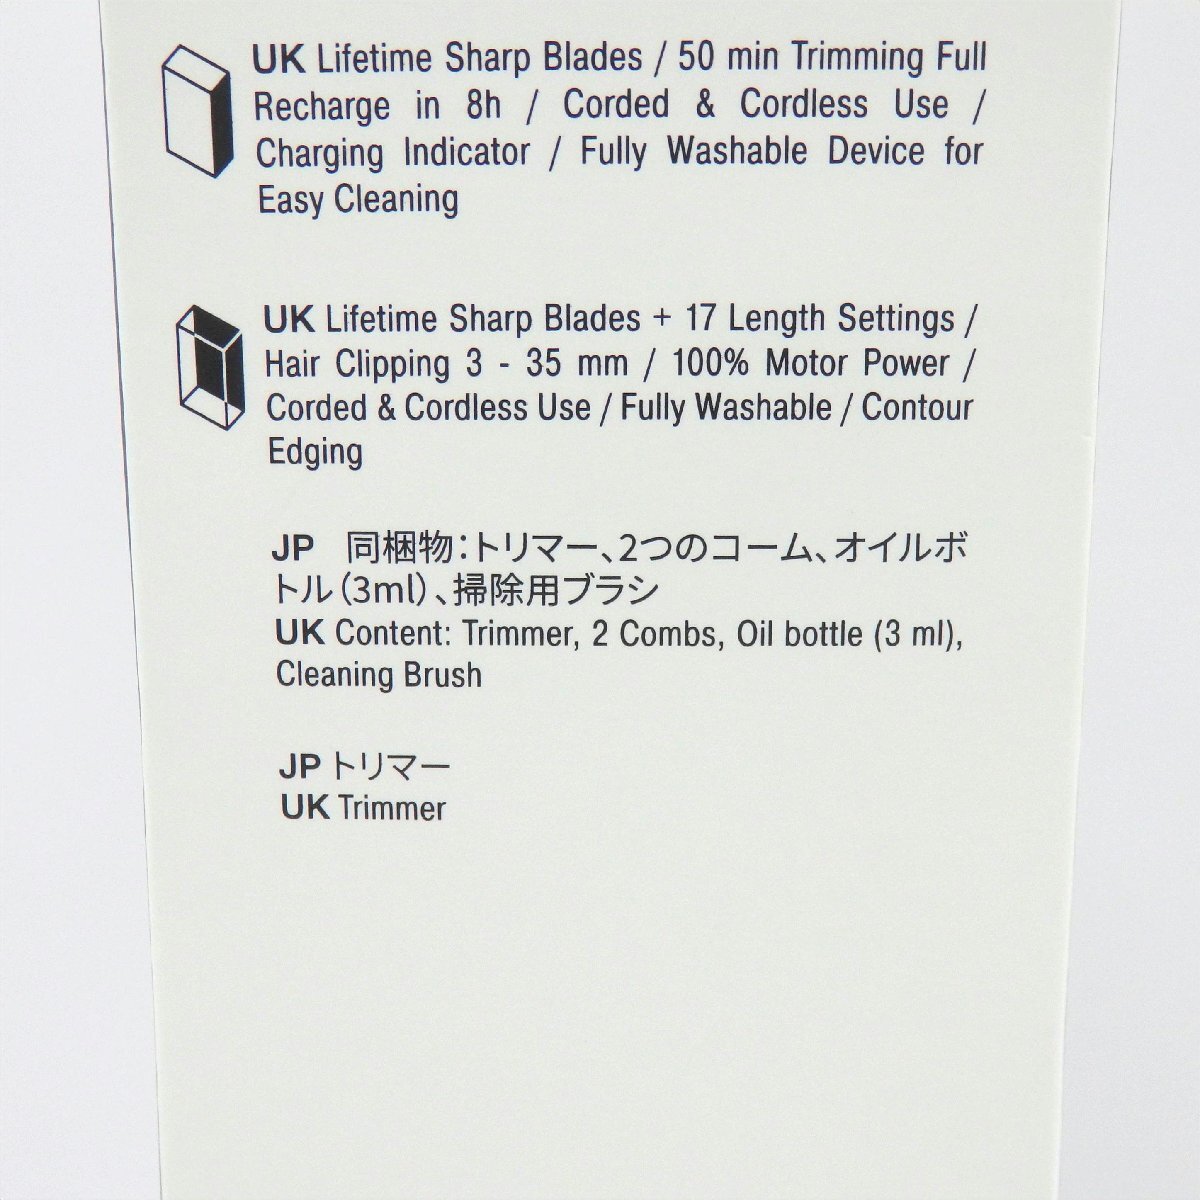 UK Lifetime Sharp Blades / 50 min Trimming Full
Recharge in 8h / Corded & Cordless Use /
Charging Indicator / Fully Washable Device for
Easy Cleaning
UK Lifetime Sharp Blades + 17 Length Settings /
Hair Clipping 3 - 35 mm / 100% Motor Power /
Corded & Cordless Use / Fully Washable / Contour
Edging
JP 同梱物：トリマー、2つのコーム、オイルボ
トル（3ml）、掃除用ブラシ
UK Content: Trimmer, 2 Combs, Oil bottle (3 ml),
Cleaning Brush
JP トリマー
UK Trimmer